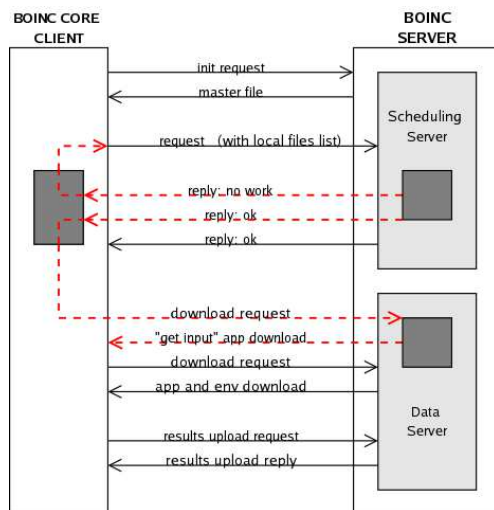 BOINC CORE
CLIENT
BOINC
SERVER
init request
master file
Scheduling
Server
request (with local files list)
reply: no work
reply: ok
reply: ok
download request
"get input" app download
download request
app and env download
Data
Server
results upload request
results upload reply